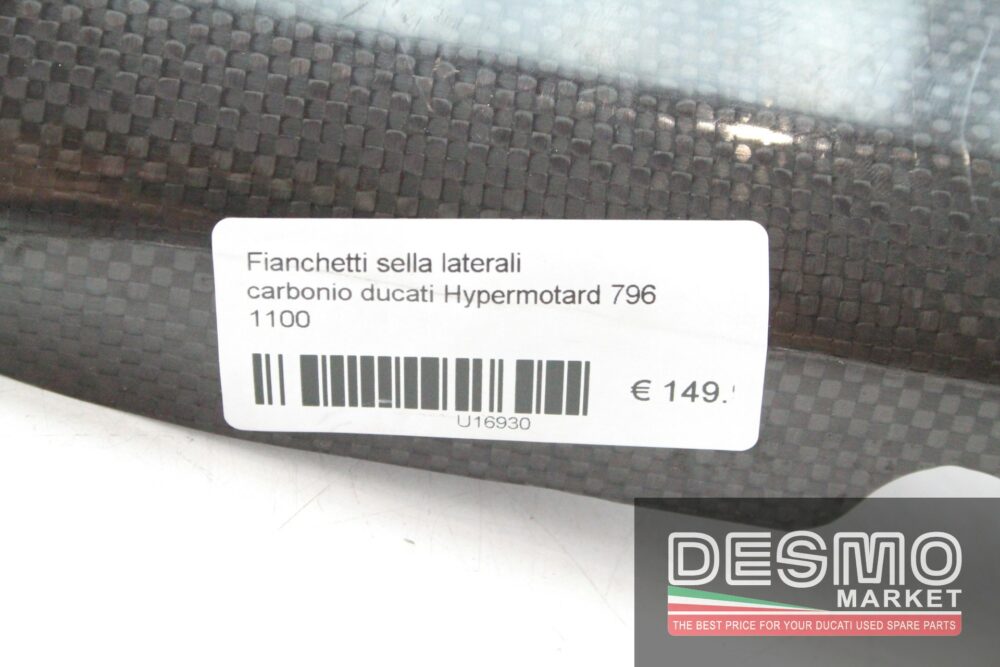 Fianchetti sella laterali
carbonio ducati Hypermotard 796
1100
€ 149.
U16930
DESMO
MARKET
THE BEST PRICE FOR YOUR DUCATI USED SPARE PARTS